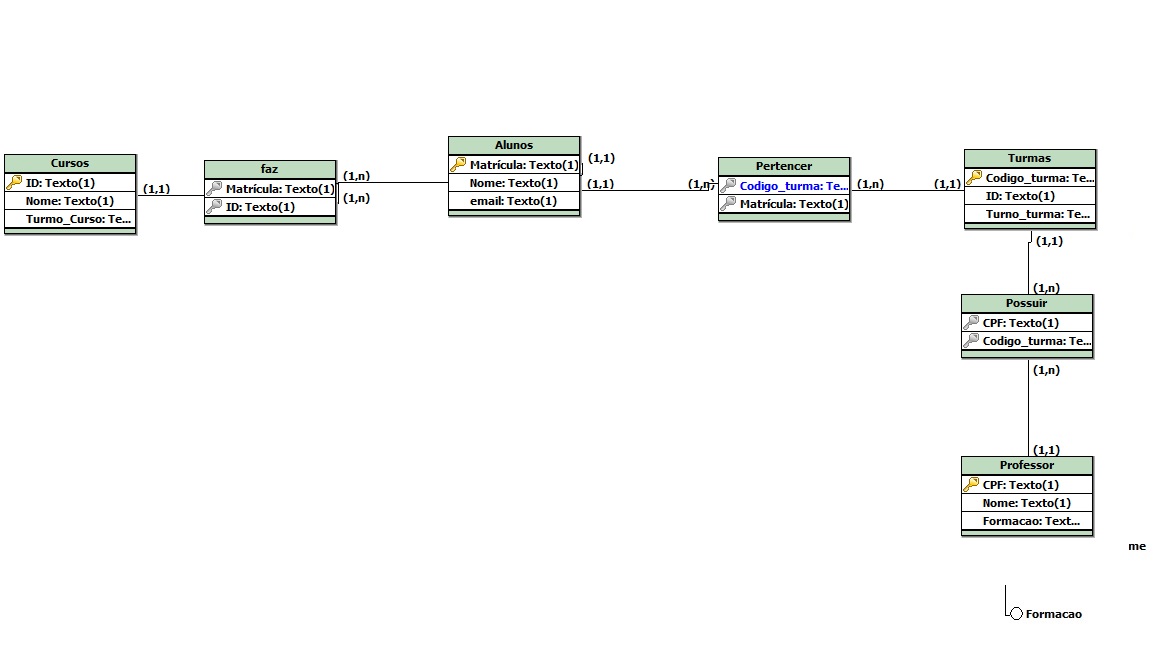 Cursos
ID: Texto(1)
Nome: Texto(1)
Turmo_Curso: Te...
(1,1)
faz
Matrícula: Texto(1)
ID: Texto(1)
(1,n)
(1,n)
Alunos
Matrícula: Texto(1)
Nome: Texto(1)
email: Texto(1)
(1,1)
(1,1)
(1,n)
Pertencer
Codigo_turma: Te...
Matrícula: Texto(1)
(1,n)
(1,1)
Turmas
Codigo_turma: Te...
ID: Texto(1)
Turno_turma: Te...
(1,1)
(1,n)
Possuir
CPF: Texto(1)
Codigo_turma: Te...
(1,n)
(1,1)
Professor
CPF: Texto(1)
Nome: Texto(1)
Formacao: Text...
me
Formacao